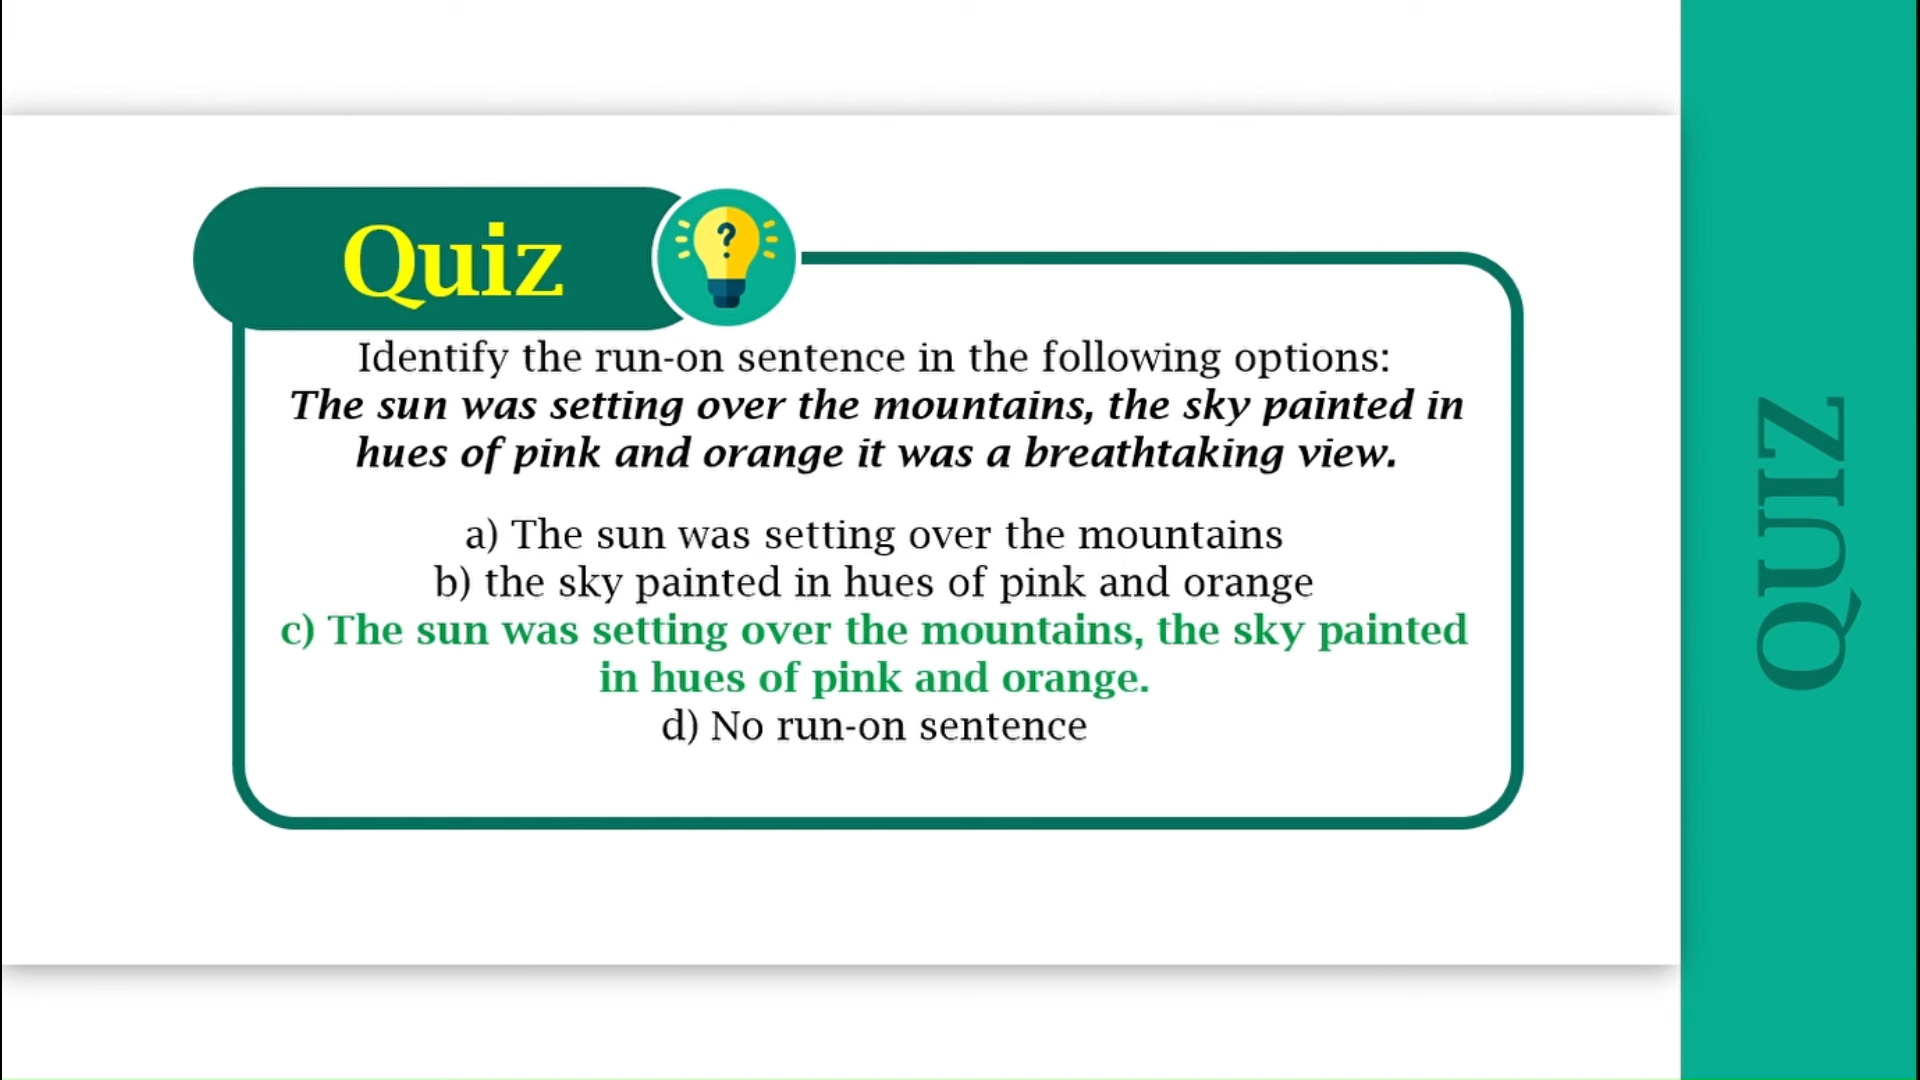 Quiz
?
Identify the run-on sentence in the following options:
The sun was setting over the mountains, the sky painted in
hues of pink and orange it was a breathtaking view.
a) The sun was setting over the mountains
b) the sky painted in hues of pink and orange
c) The sun was setting over the mountains, the sky painted
in hues of pink and orange.
d) No run-on sentence
QUIZ